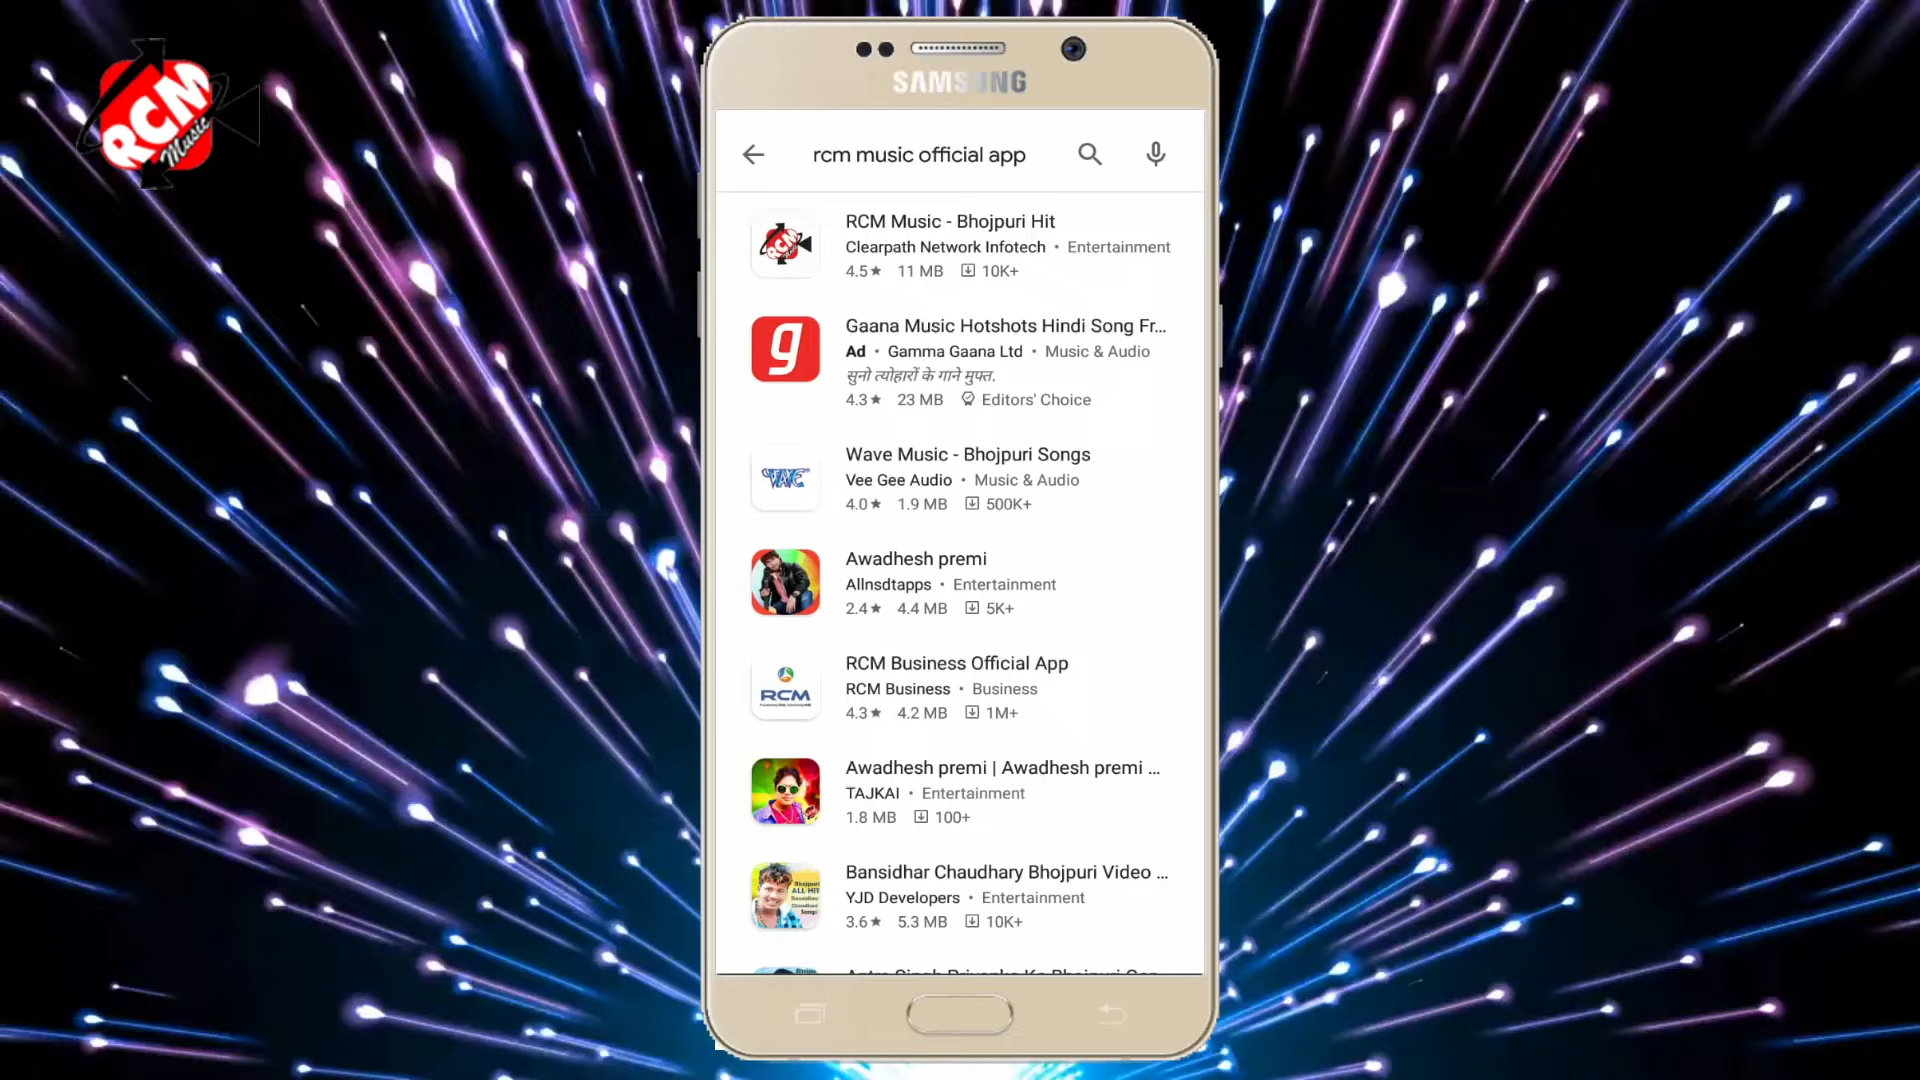 RCM
Music
SAMSUNG
rcm music official app
RCM Music - Bhojpuri Hit
Clearpath Network Infotech • Entertainment
4.5★ 11 MB 10K+
Gaana Music Hotshots Hindi Song Fr...
Ad • Gamma Gaana Ltd • Music & Audio
सुनो त्योहारों के गाने मुफ्त.
4.3★ 23 MB Editors' Choice
Wave Music - Bhojpuri Songs
Vee Gee Audio • Music & Audio
4.0★ 1.9 MB 500K+
Awadhesh premi
Allnsdtapps • Entertainment
2.4★ 4.4 MB 5K+
RCM Business Official App
RCM
RCM Business • Business
4.3★ 4.2 MB 1M+
Awadhesh premi | Awadhesh premi ...
TAJKAI • Entertainment
1.8 MB 100+
Bansidhar Chaudhary Bhojpuri Video ...
Bhojpuri
ALL HIT
Songs
YJD Developers • Entertainment
3.6★ 5.3 MB 10K+